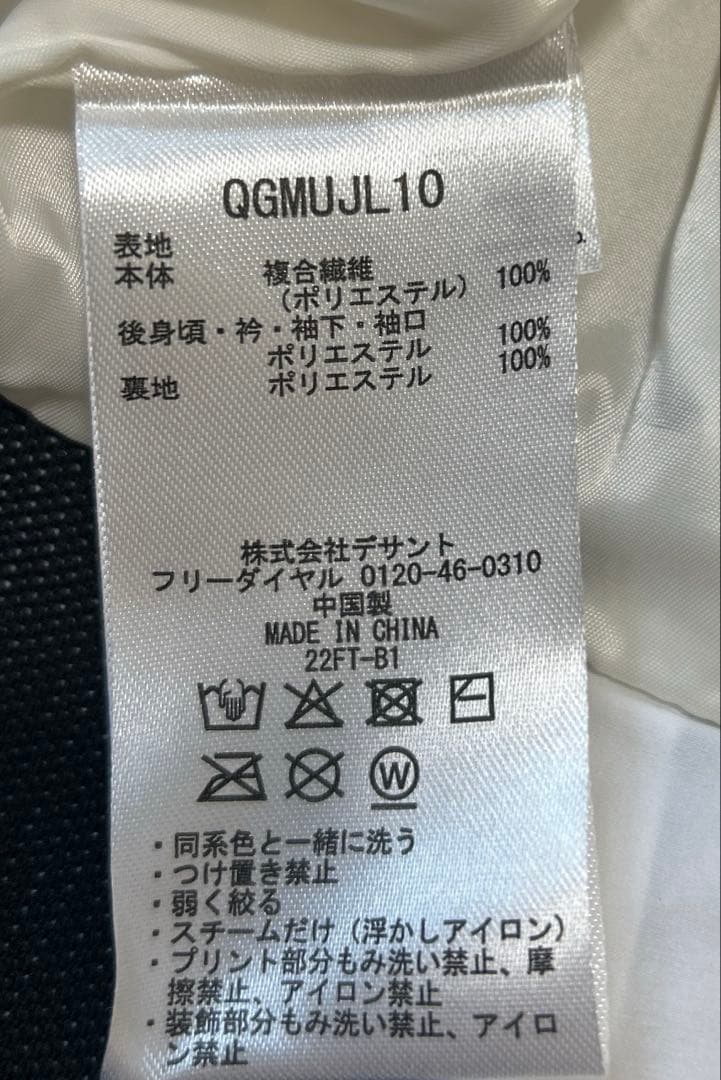 QGMUJL10
表地
本体 複合繊維
(ポリエステル) 100%
後身頃・衿・袖下・袖口
ポリエステル 100%
裏地 ポリエステル 100%
株式会社デサント
フリーダイヤル 0120-46-0310
中国製
MADE IN CHINA
22FT-B1
W
・同系色と一緒に洗う
・つけ置き禁止
・弱く絞る
・スチームだけ(浮かしアイロン)
・プリント部分もみ洗い禁止、摩
擦禁止、アイロン禁止
・装飾部分もみ洗い禁止、アイロ
ン禁止